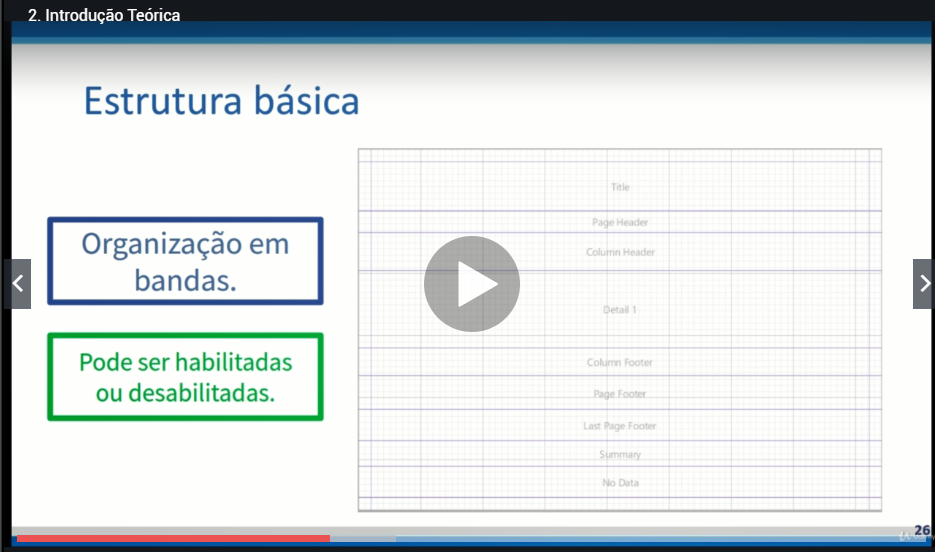 2. Introdução Teórica
Estrutura básica
Organização em
bandas.
Pode ser habilitadas
ou desabilitadas.
Title
Page Header
Column Header
Detail 1
Column Footer
Page Footer
Last Page Footer
Summary
No Data
26